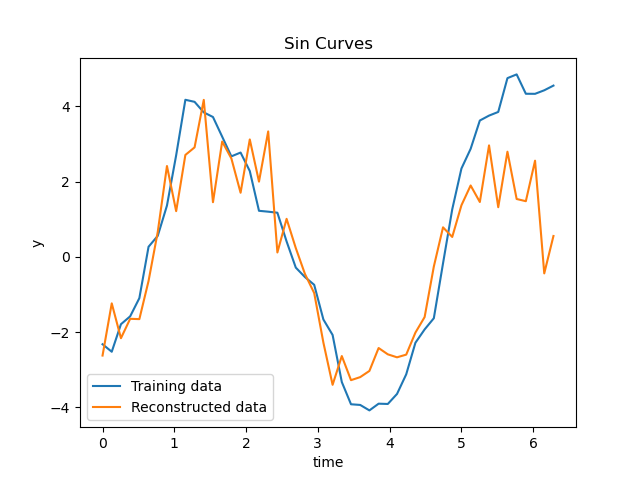 Sin Curves
4
2
0
−2
−4
y
Training data
Reconstructed data
0 1 2 3 4 5 6
time